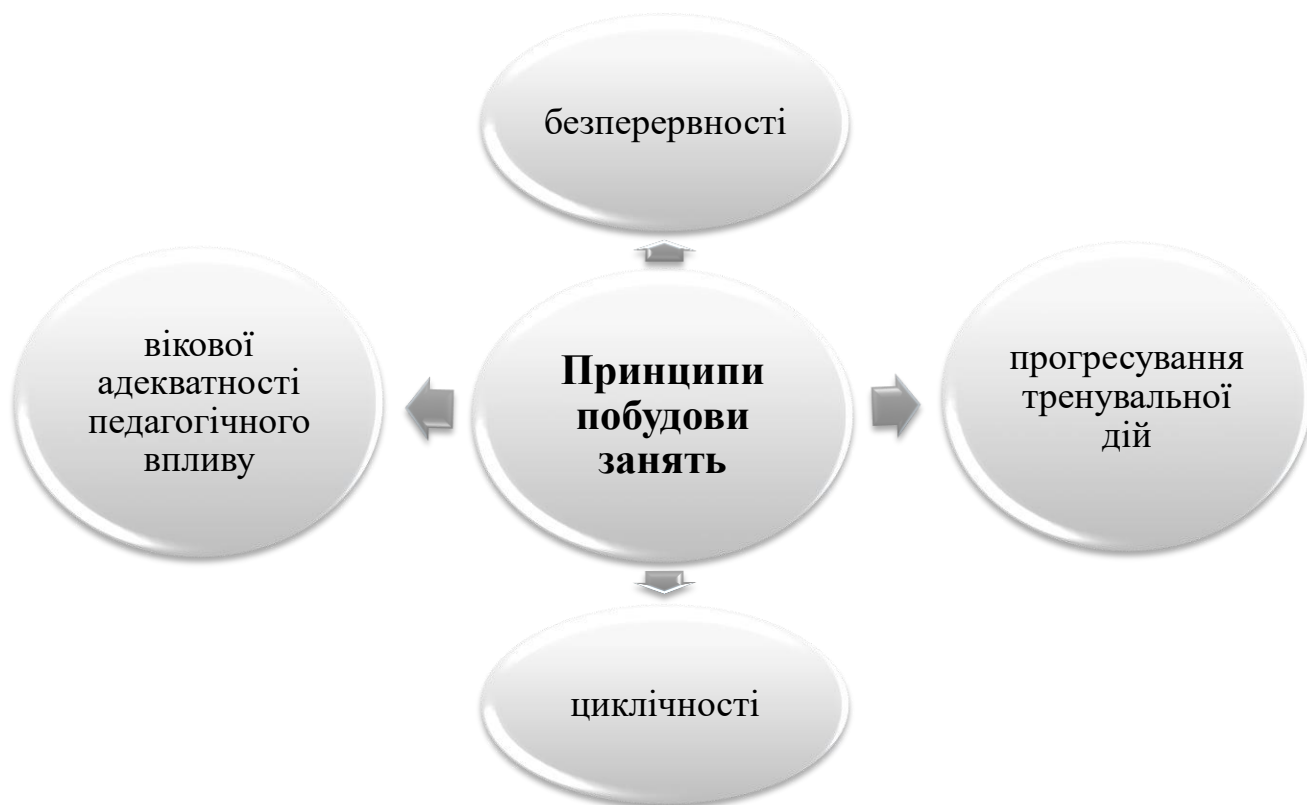 безперервності
вікової
адекватності
педагогічного
впливу
Принципи
побудови
занять
прогресування
тренувальної
дій
циклічності